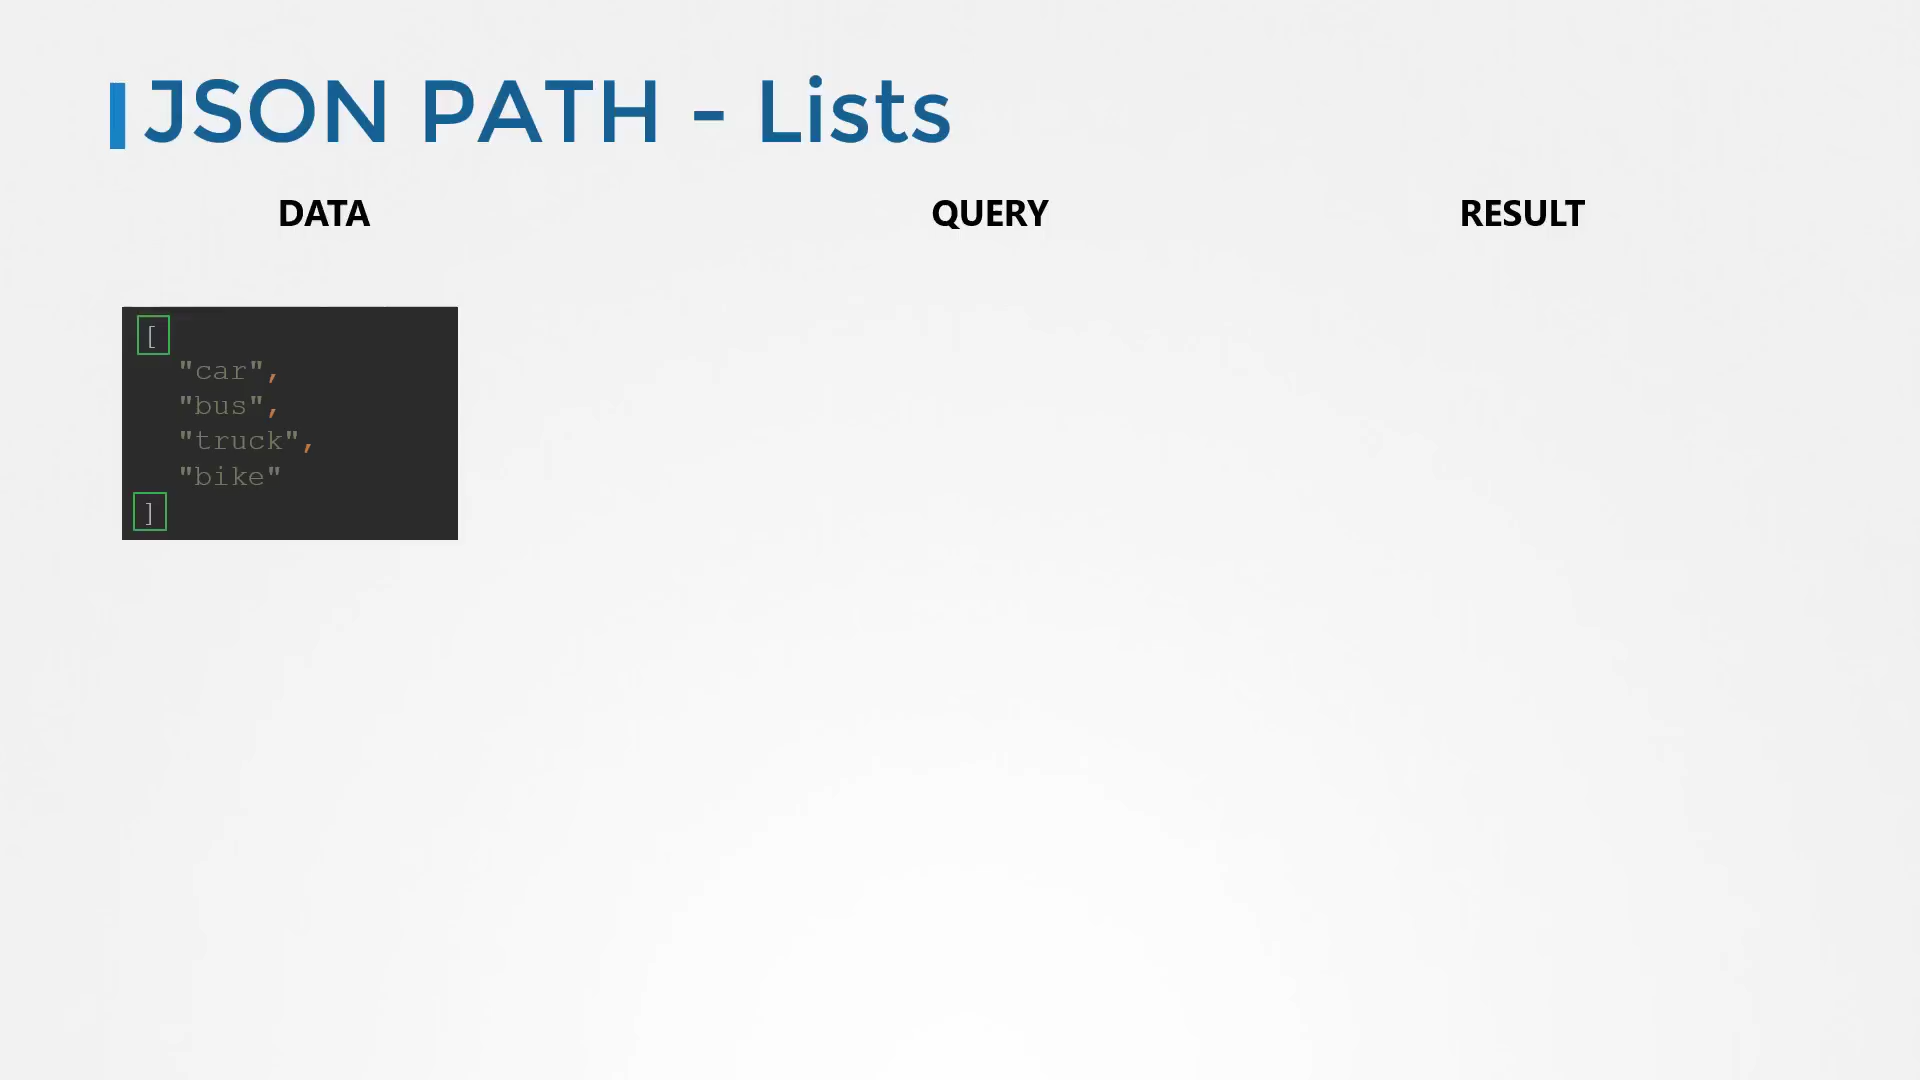 JSON PATH - Lists
DATA
QUERY
RESULT
[
"car",
"bus",
"truck",
"bike"
]